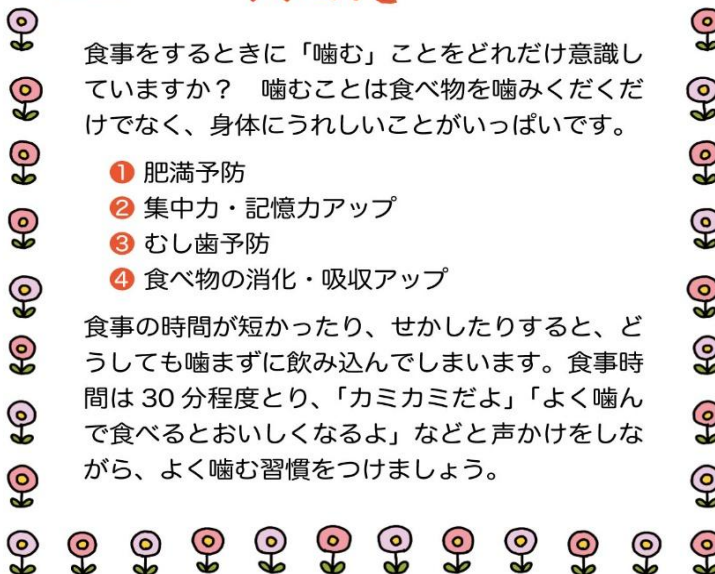 食事をするときに「噛む」ことをどれだけ意識し
ていますか？　噛むことは食べ物を噛みくだくだ
けでなく、身体にうれしいことがいっぱいです。
❶ 肥満予防
❷ 集中力・記憶力アップ
❸ むし歯予防
❹ 食べ物の消化・吸収アップ
食事の時間が短かったり、せかしたりすると、ど
うしても噛まずに飲み込んでしまいます。食事時
間は 30 分程度とり、「カミカミだよ」「よく噛ん
で食べるとおいしくなるよ」などと声かけをしな
がら、よく噛む習慣をつけましょう。